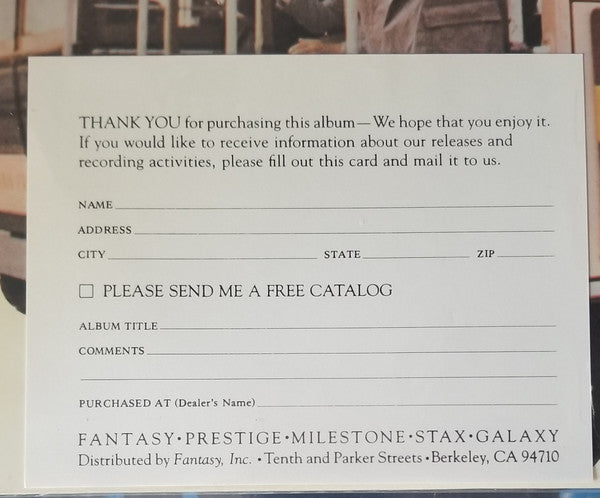 THANK YOU for purchasing this album—We hope that you enjoy it.
If you would like to receive information about our releases and
recording activities, please fill out this card and mail it to us.
NAME
ADDRESS
CITY STATE ZIP
☐ PLEASE SEND ME A FREE CATALOG
ALBUM TITLE
COMMENTS
PURCHASED AT (Dealer's Name)
FANTASY•PRESTIGE•MILESTONE•STAX•GALAXY
Distributed by Fantasy, Inc. •Tenth and Parker Streets•Berkeley, CA 94710